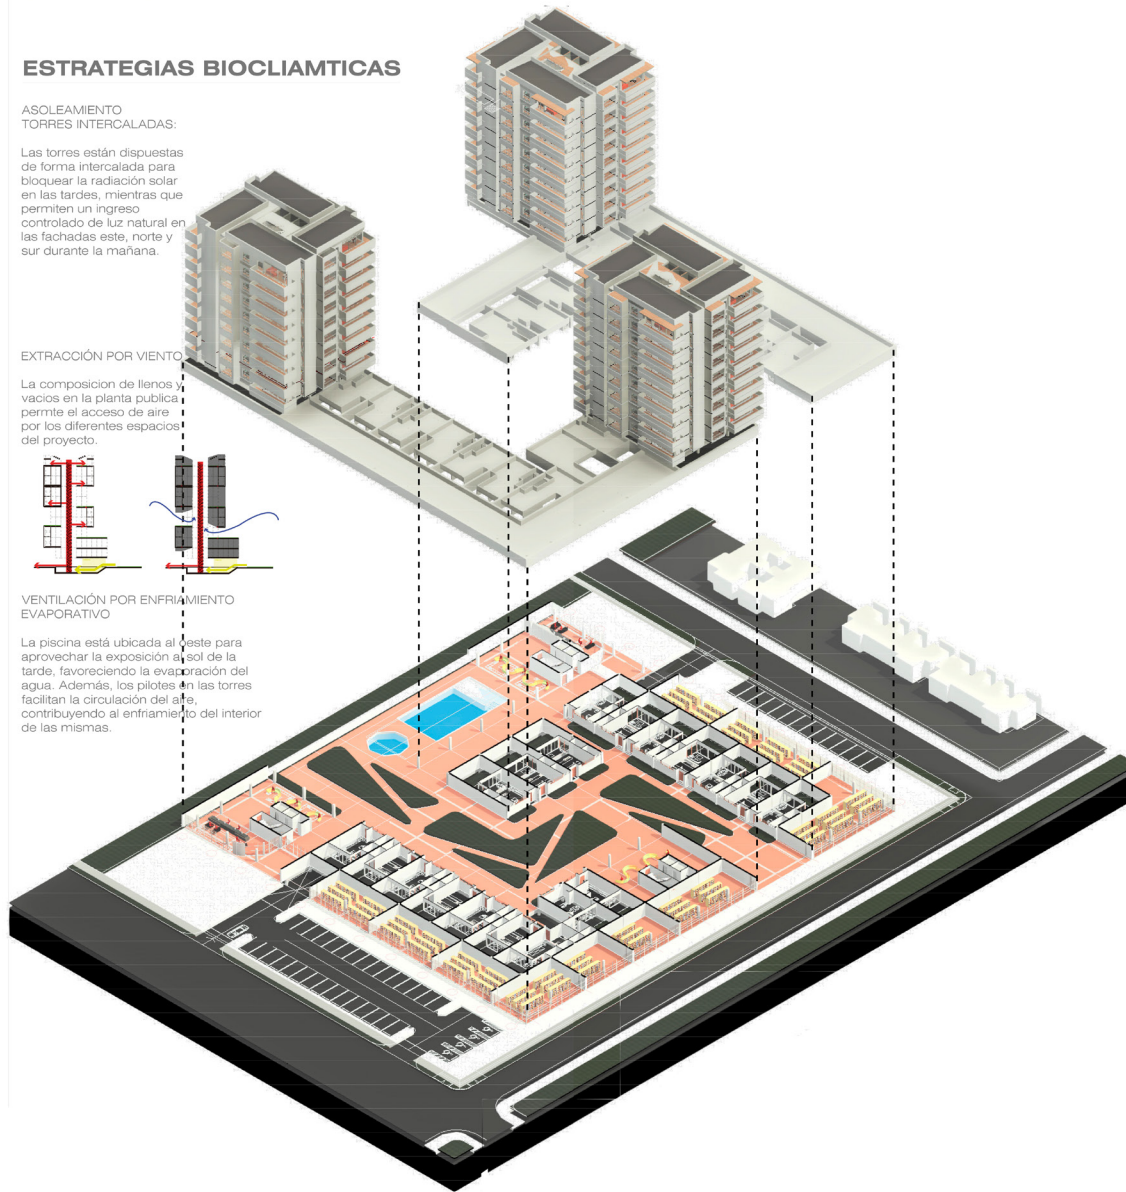 ESTRATEGIAS BIOCLIAMTICAS
ASOLEAMIENTO
TORRES INTERCALADAS:
Las torres están dispuestas
de forma intercalada para
bloquear la radiación solar
en las tardes, mientras que
permiten un ingreso
controlado de luz natural en
las fachadas este, norte y
sur durante la mañana.
EXTRACCIÓN POR VIENTO
La composicion de llenos y
vacios en la planta publica
permte el acceso de aire
por los diferentes espacios
del proyecto.
VENTILACIÓN POR ENFRIAMIENTO
EVAPORATIVO
La piscina está ubicada al oeste para
aprovechar la exposición al sol de la
tarde, favoreciendo la evaporación del
agua. Además, los pilotes en las torres
facilitan la circulación del aire,
contribuyendo al enfriamiento del interior
de las mismas.